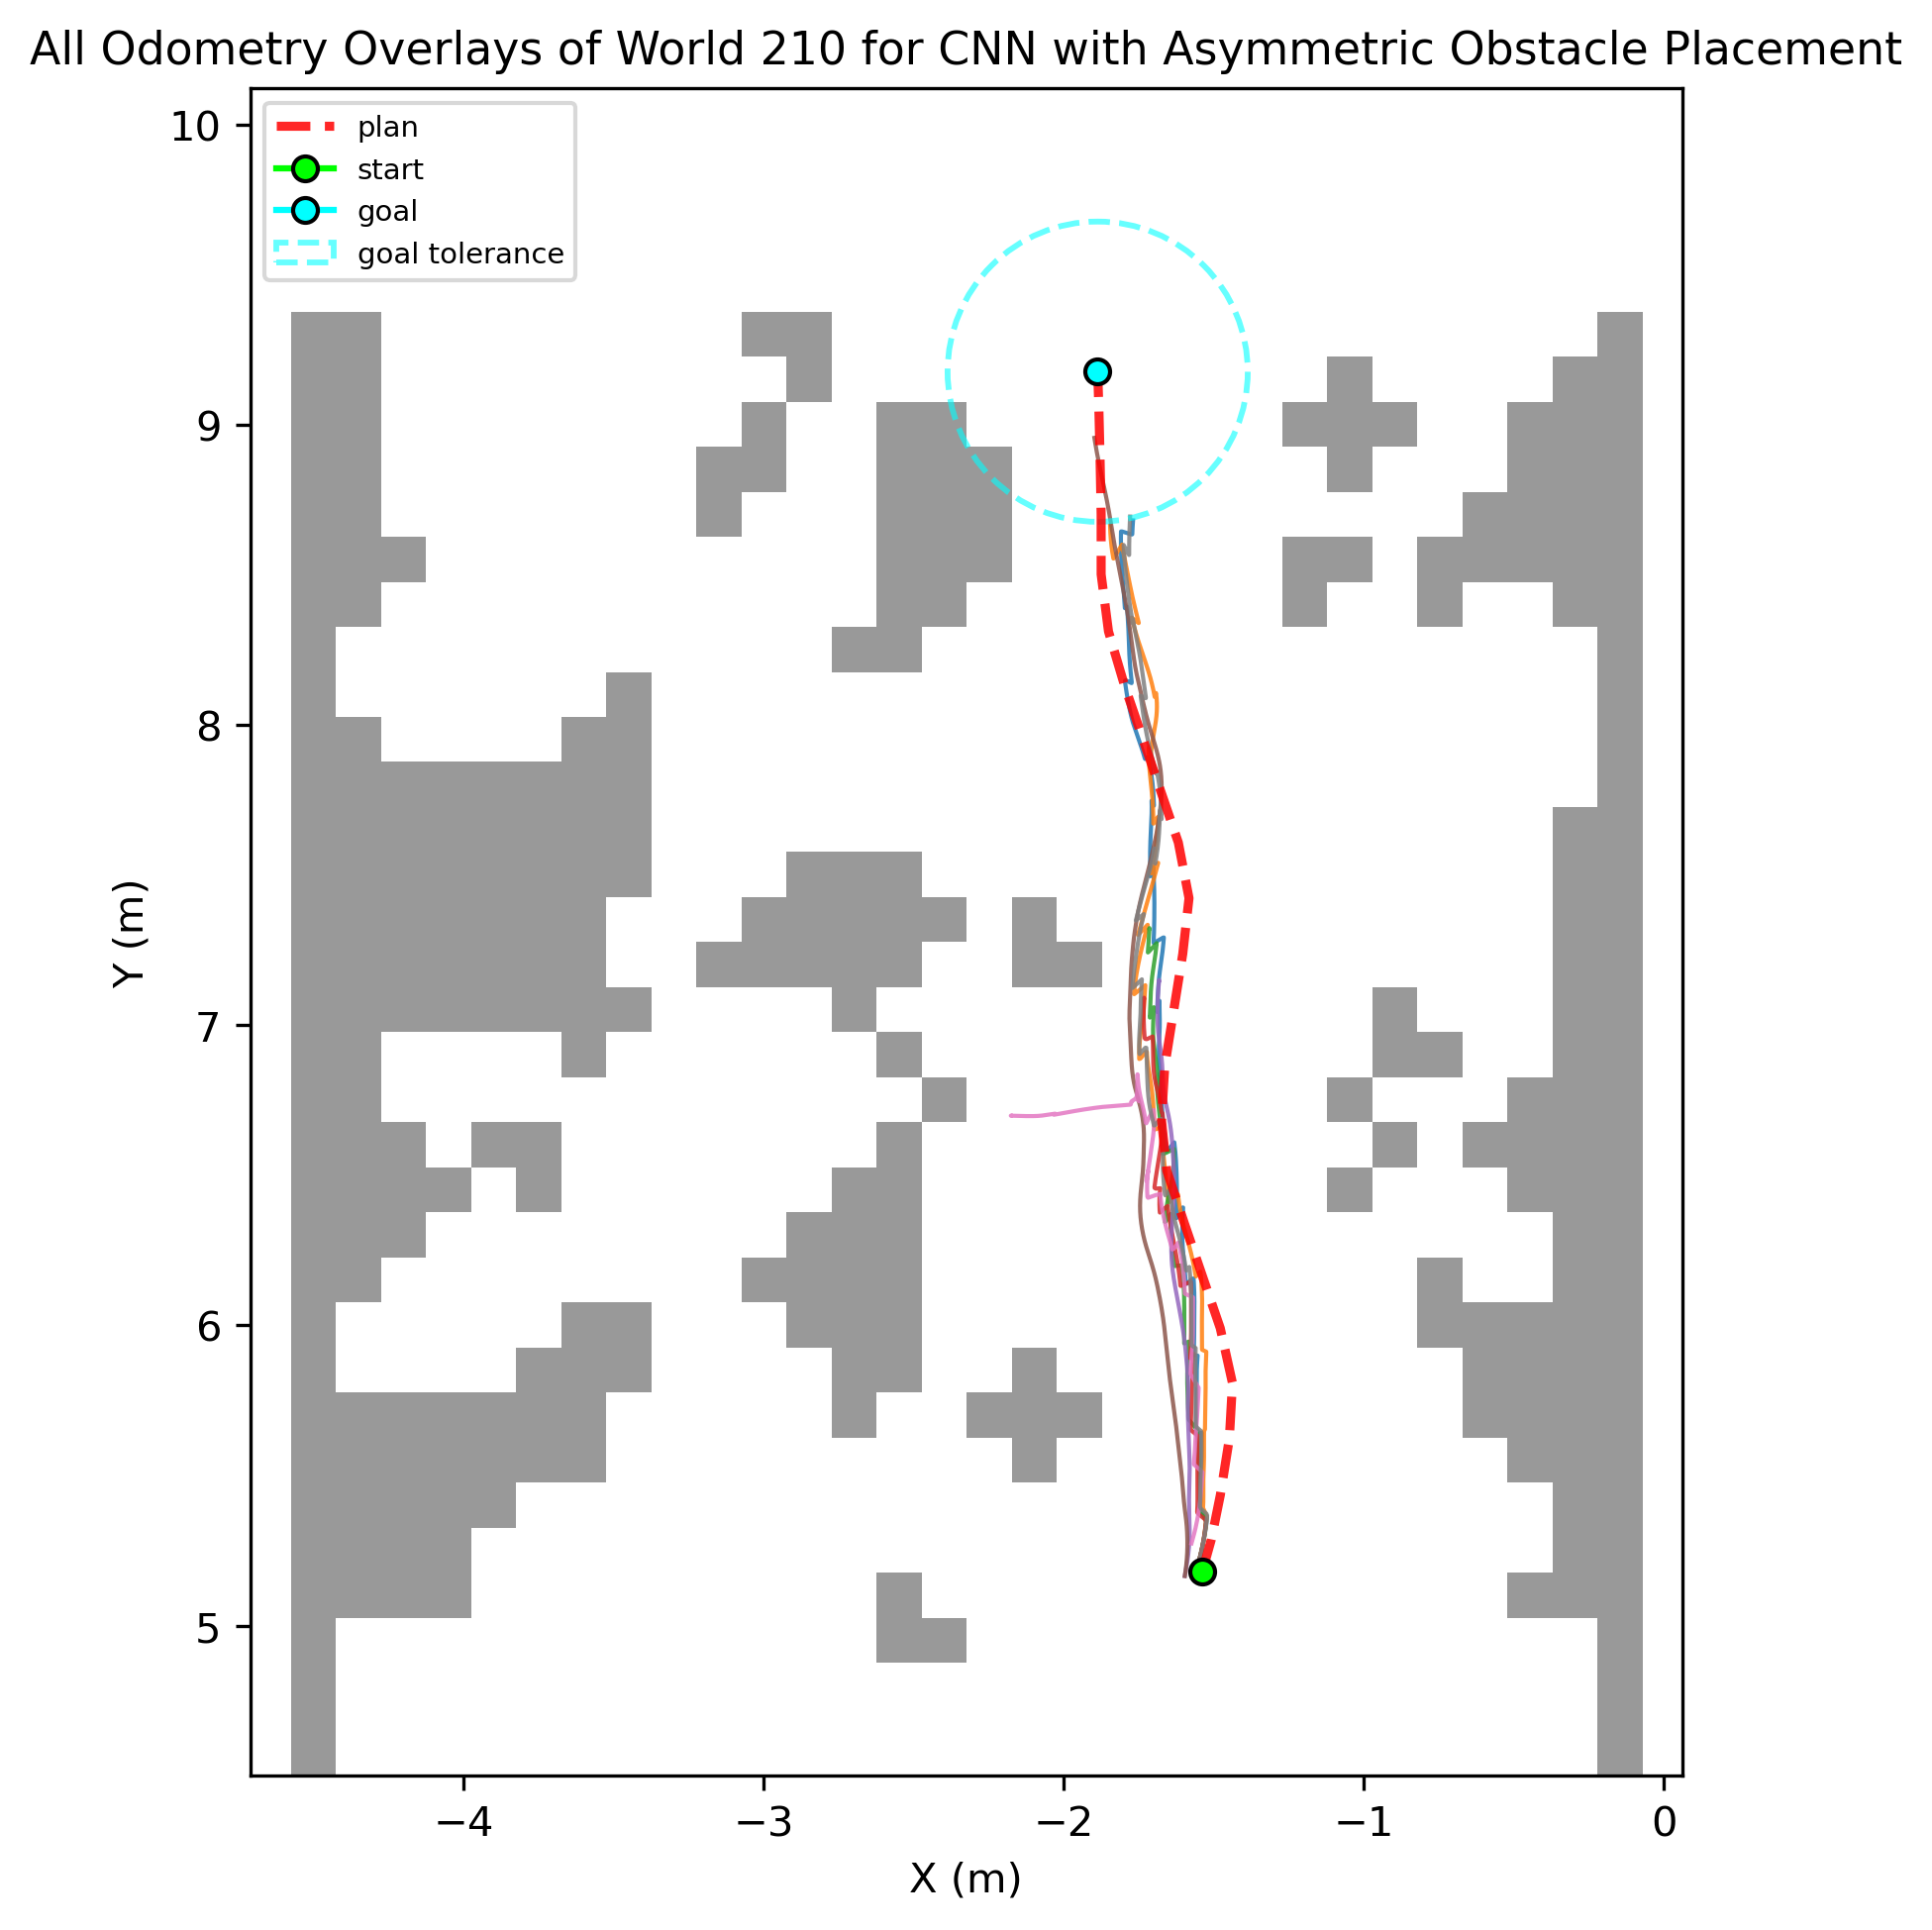 All Odometry Overlays of World 210 for CNN with Asymmetric Obstacle Placement
plan
start
goal
goal tolerance
10
9
8
7
6
5
Y (m)
−4
−3
−2
−1
0
X (m)